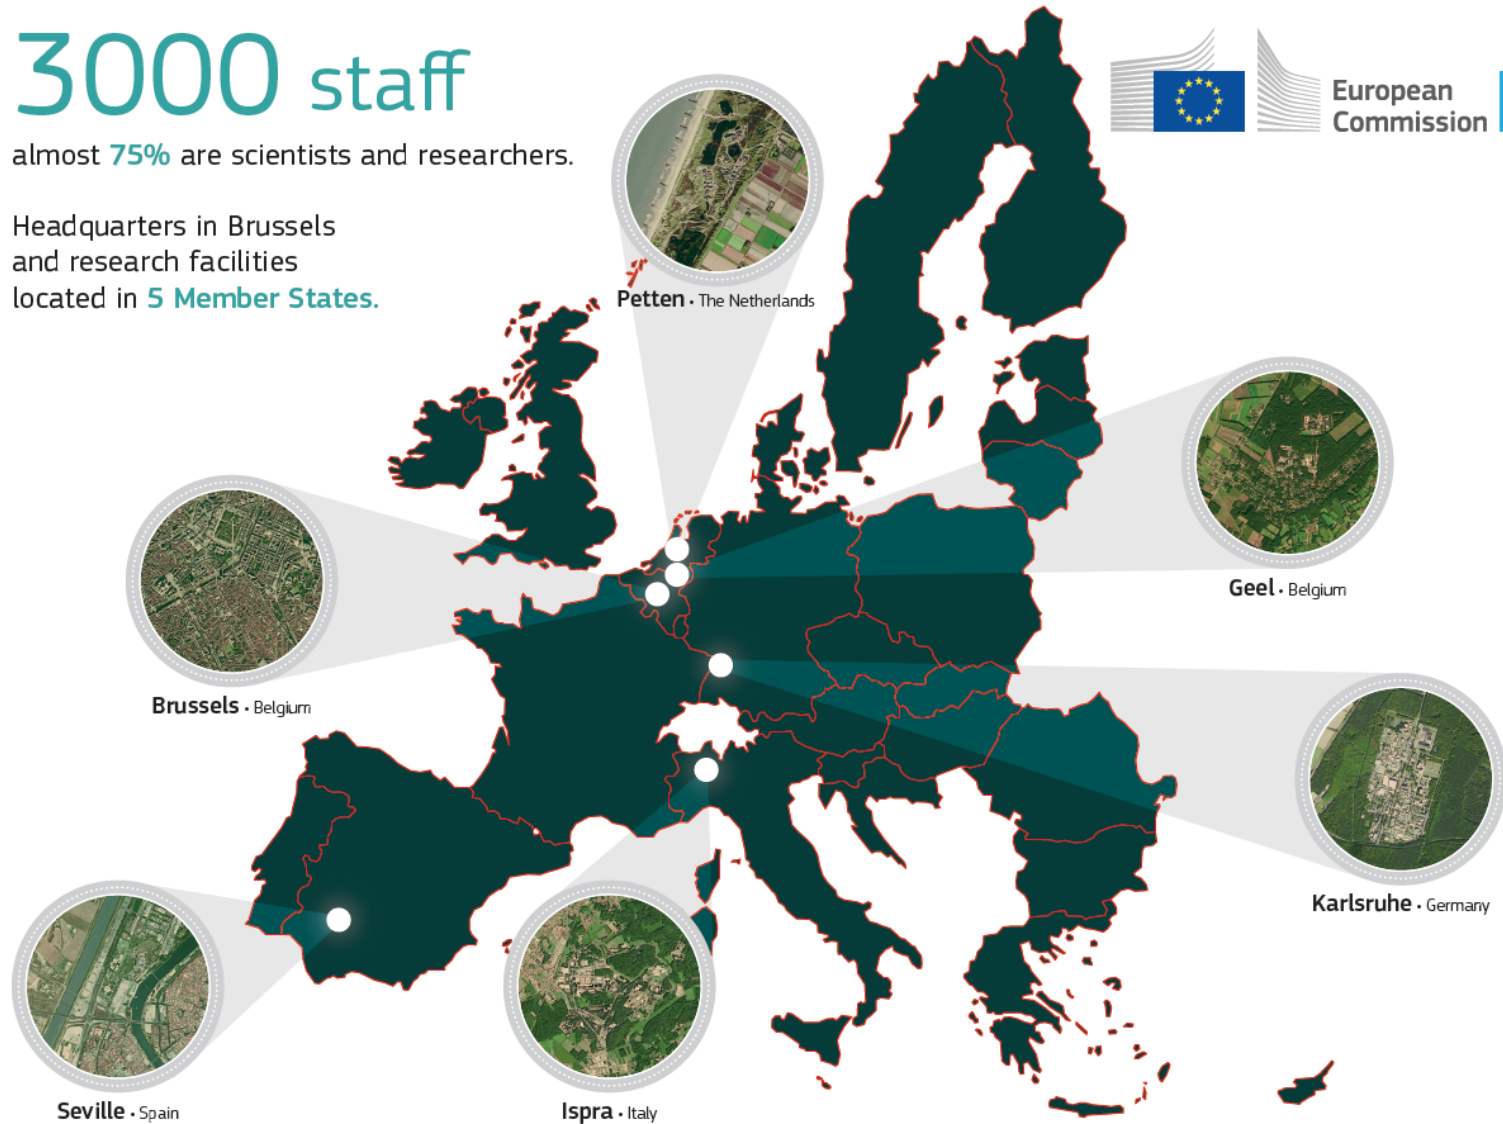 3000 staff
almost 75% are scientists and researchers.
Headquarters in Brussels
and research facilities
located in 5 Member States.
European
Commission
Petten · The Netherlands
Geel · Belgium
Brussels · Belgium
Karlsruhe · Germany
Seville · Spain
Ispra · Italy